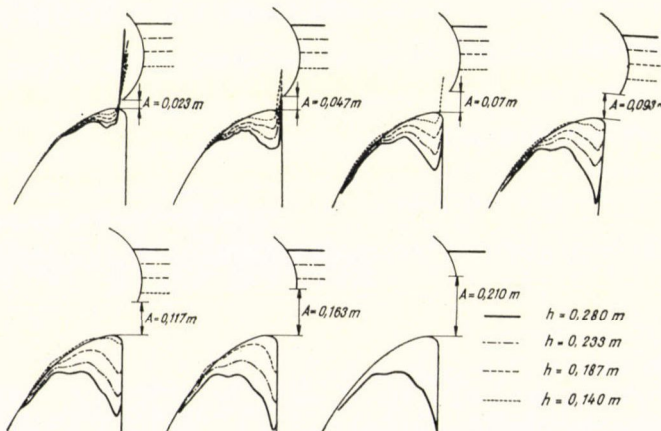 A=0,023 m
A=0,047 m
A=0,07 m
A=0,093 m
A=0,117 m
A=0,163 m
A=0,210 m
h=0,280 m
h=0,233 m
h=0,187 m
h=0,140 m